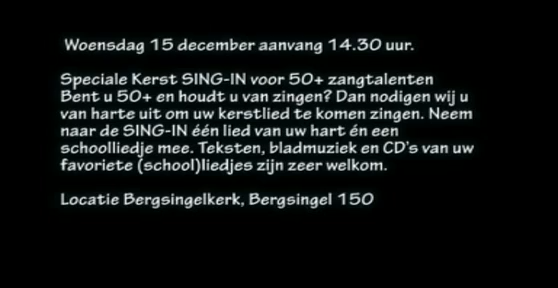 Woensdag 15 december aanvang 14.30 uur.
Speciale Kerst SING-IN voor 50+ zangtalenten
Bent u 50+ en houdt u van zingen? Dan nodigen wij u
van harte uit om uw kerstlied te komen zingen. Neem
naar de SING-IN één lied van uw hart én een
schoolliedje mee. Teksten, bladmuziek en CD's van uw
favoriete (school)liedjes zijn zeer welkom.
Locatie Bergsingelkerk, Bergsingel 150